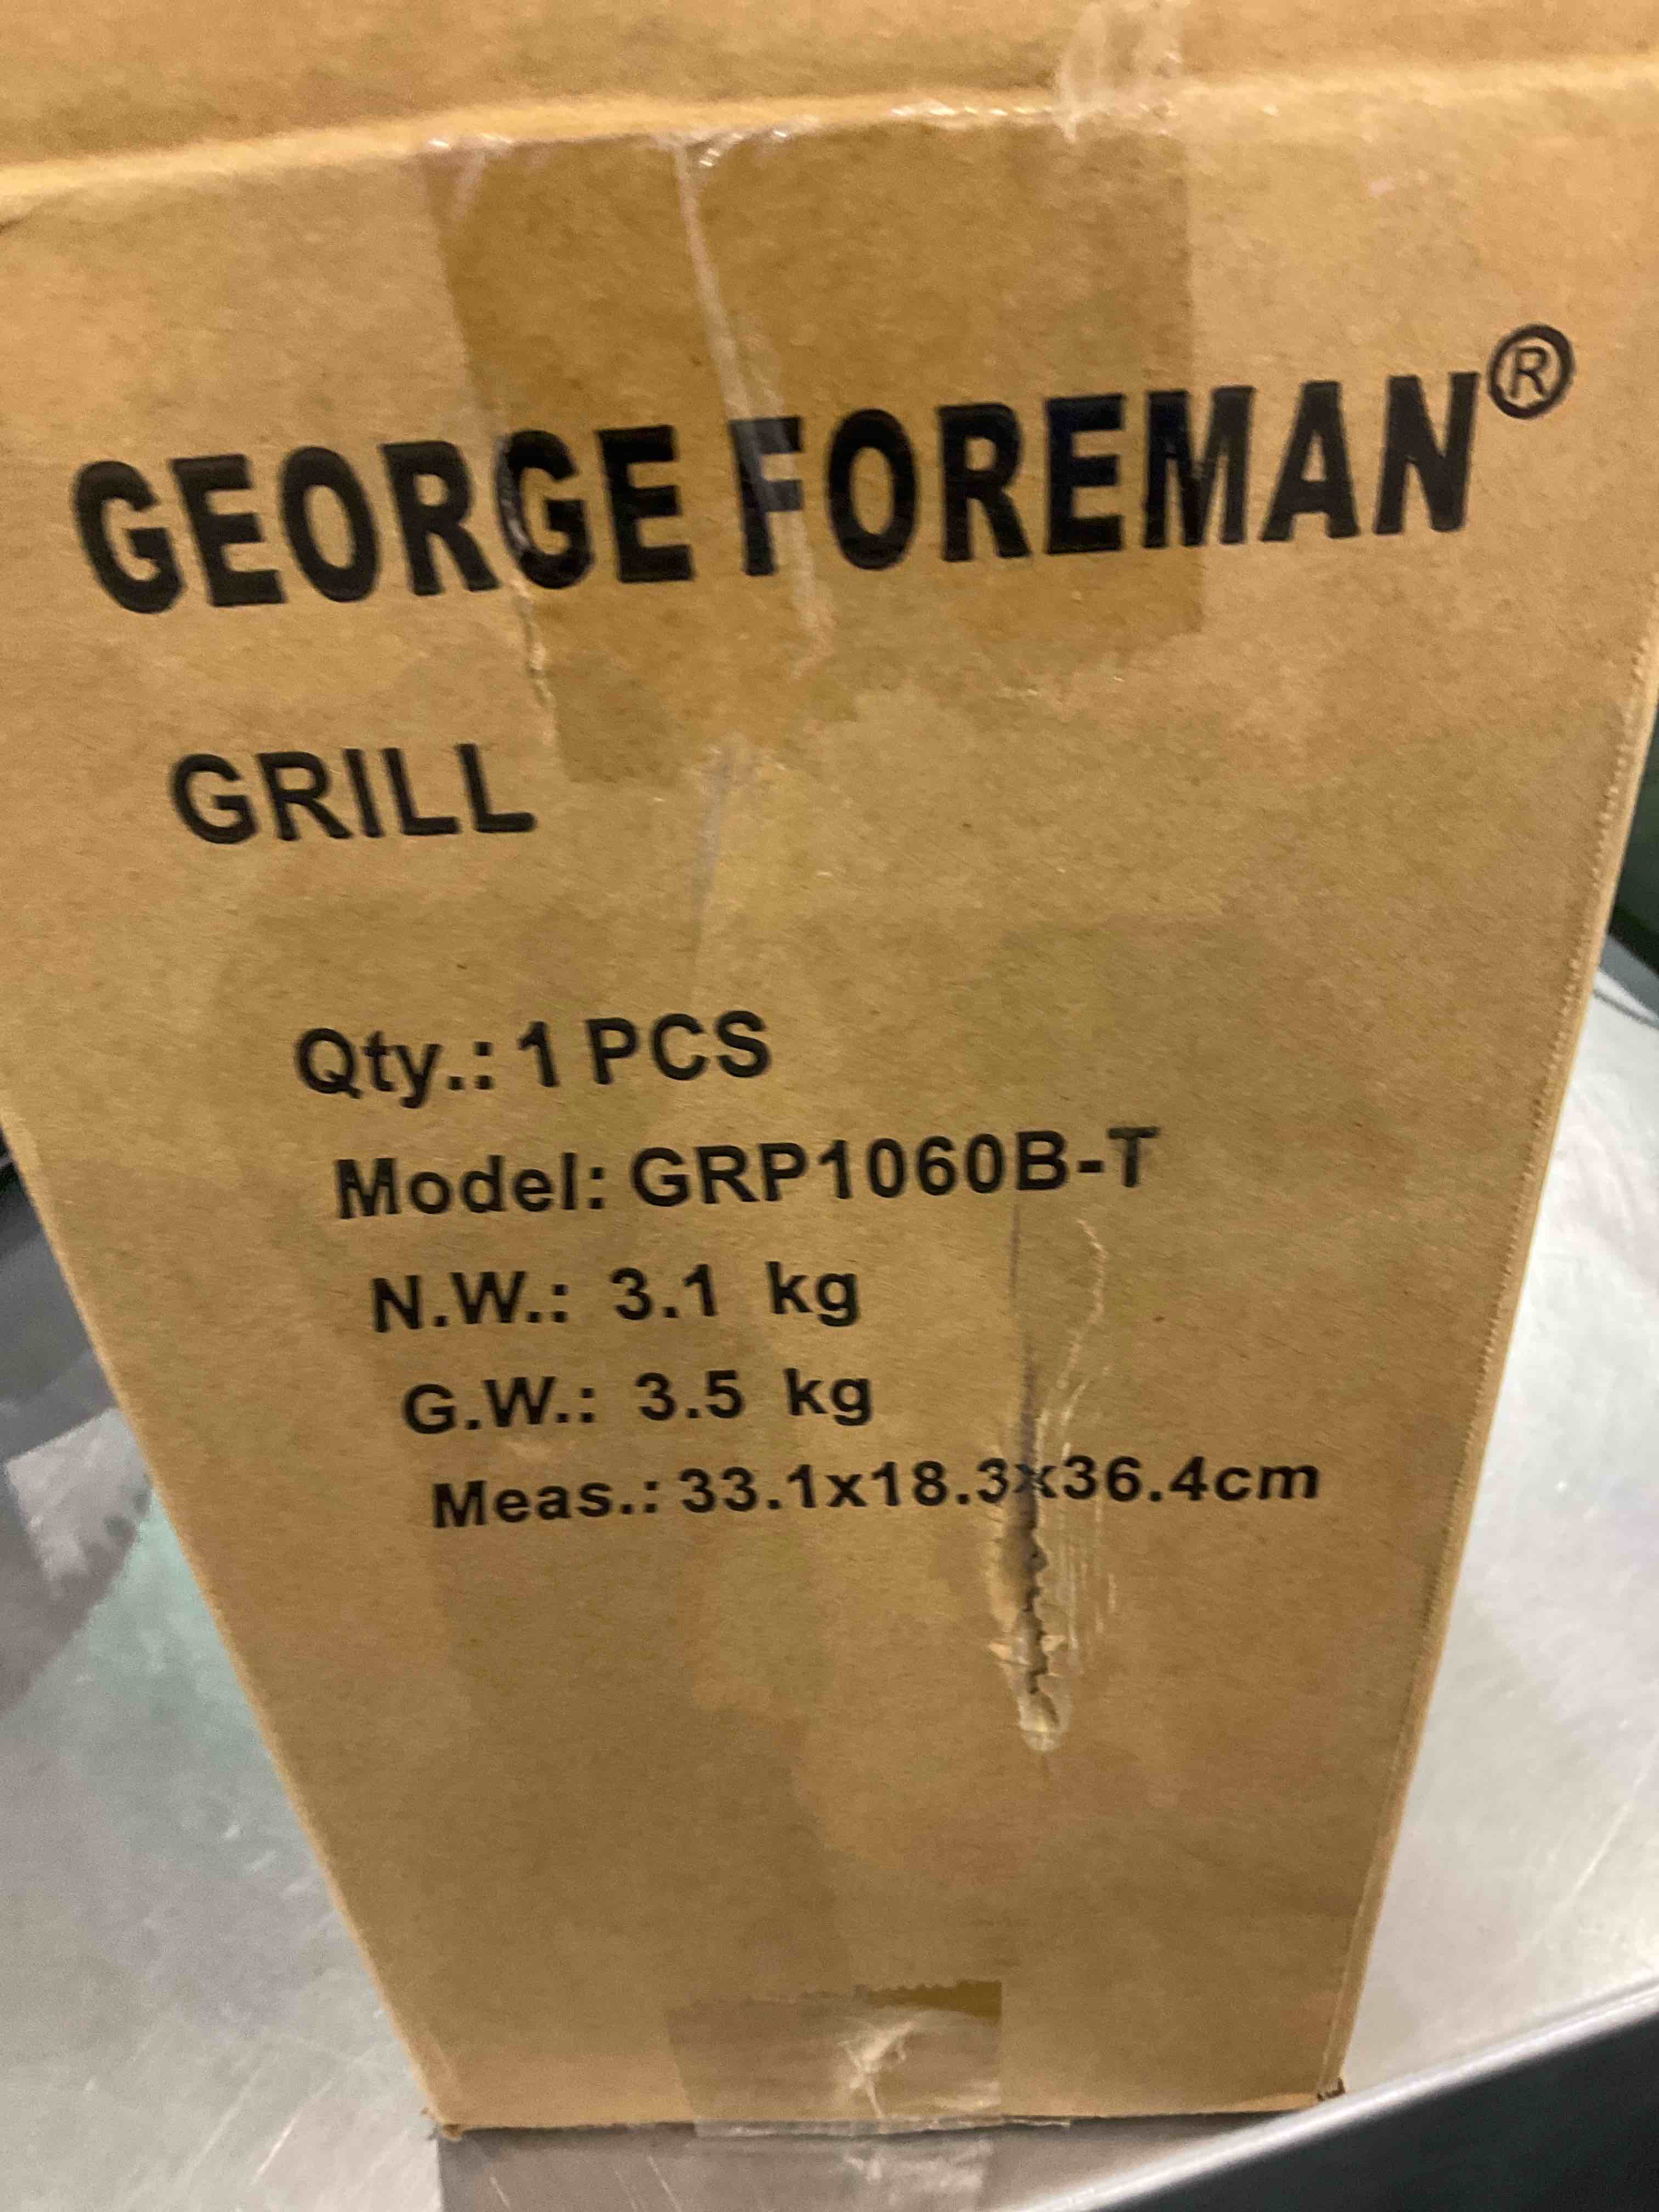 GEORGE FOREMAN®
GRILL
Qty.: 1 PCS
Model: GRP1060B-T
N.W.: 3.1 kg
G.W.: 3.5 kg
Meas.: 33.1x18.3x36.4cm